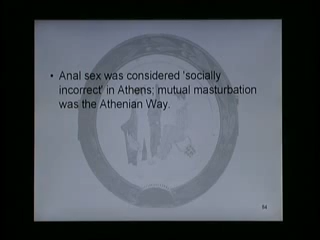 • Anal sex was considered 'socially
incorrect' in Athens; mutual masturbation
was the Athenian Way.
54